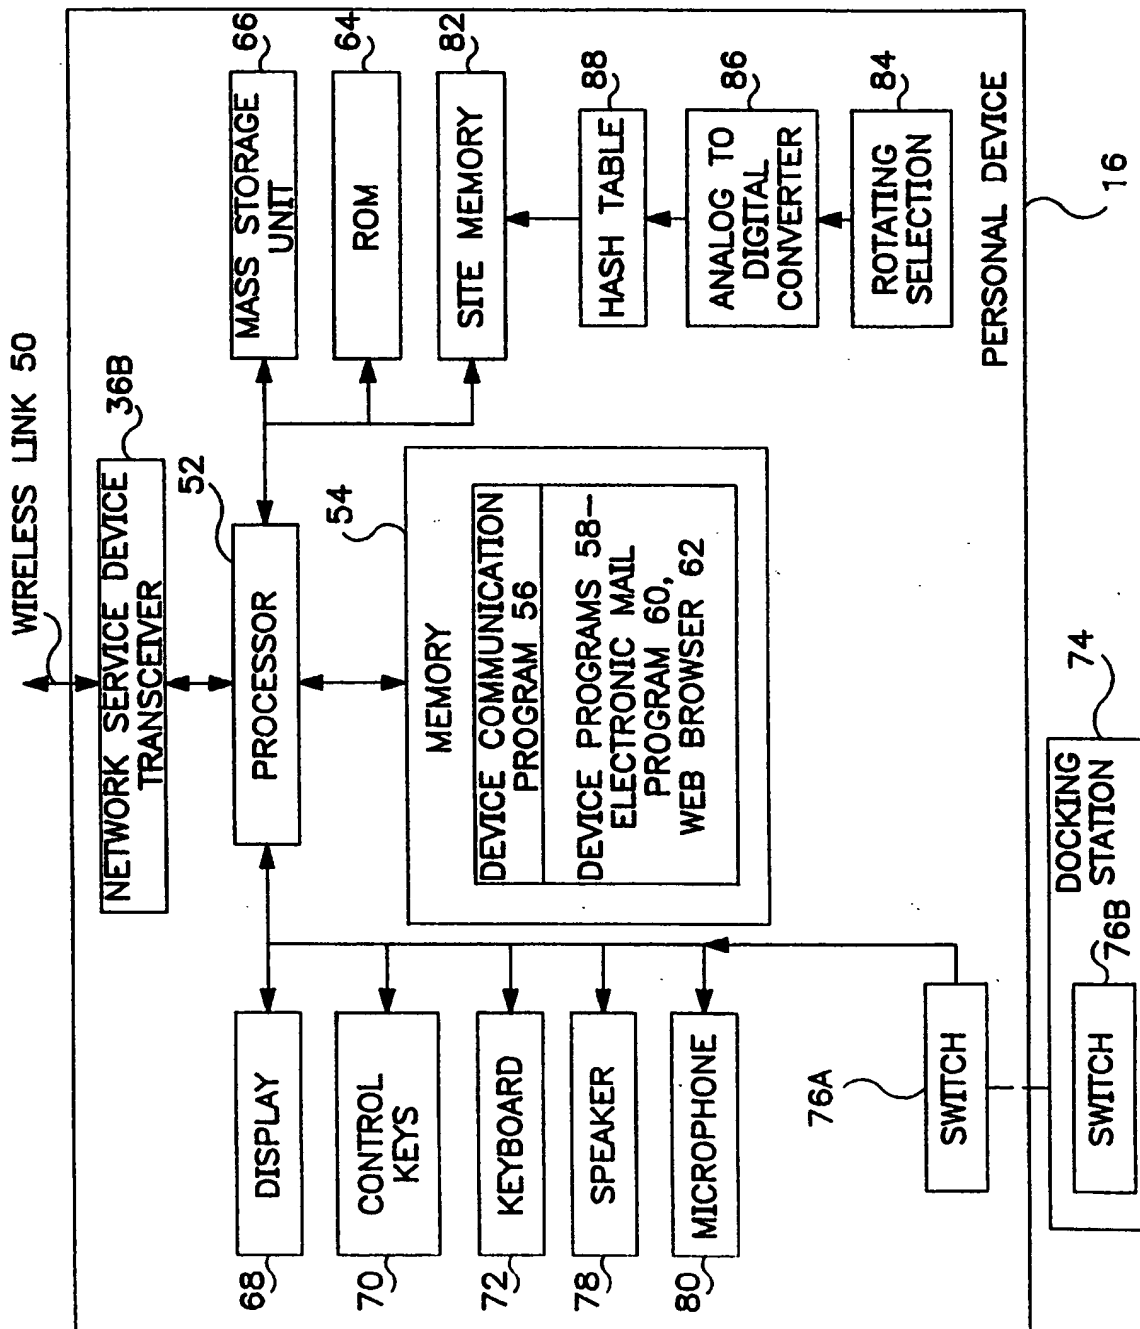 WIRELESS LINK 50
NETWORK SERVICE DEVICE
TRANSCEIVER
36B
PROCESSOR
52
MASS STORAGE
UNIT
66
ROM
64
SITE MEMORY
82
HASH TABLE
88
ANALOG TO
DIGITAL
CONVERTER
86
ROTATING
SELECTION
84
MEMORY
54
DEVICE COMMUNICATION
PROGRAM 56
DEVICE PROGRAMS 58—
ELECTRONIC MAIL
PROGRAM 60,
WEB BROWSER 62
DISPLAY
68
CONTROL
KEYS
70
KEYBOARD
72
SPEAKER
78
MICROPHONE
80
SWITCH
76A
PERSONAL DEVICE
16
DOCKING
STATION
74
SWITCH
76B